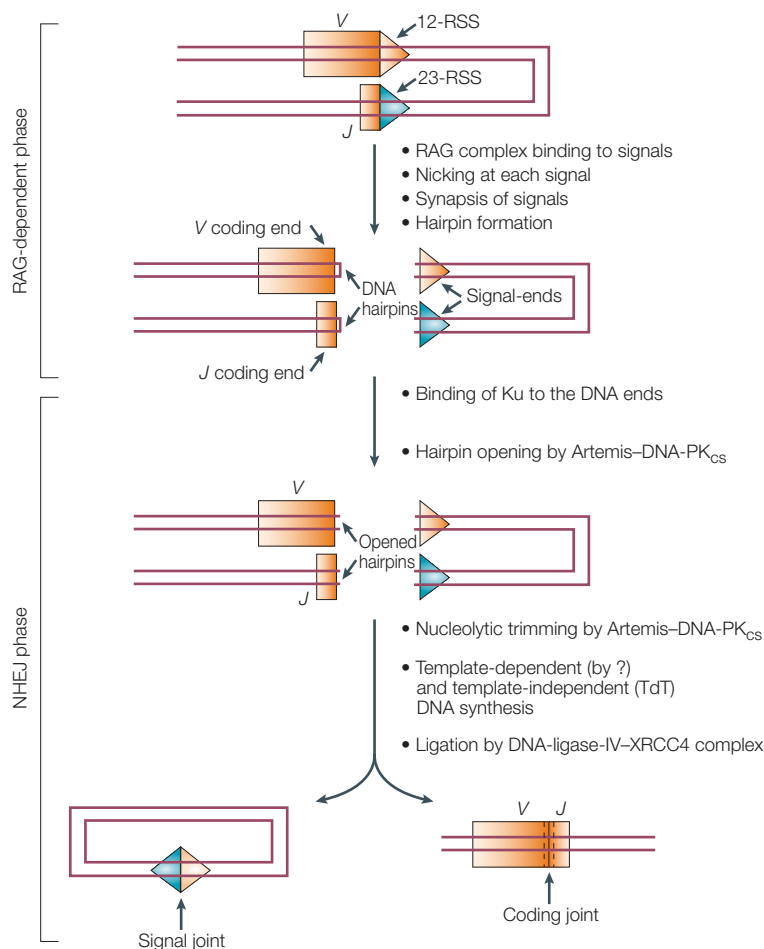 V
12-RSS
23-RSS
J
RAG-dependent phase
• RAG complex binding to signals
• Nicking at each signal
• Synapsis of signals
• Hairpin formation
V coding end
DNA
hairpins
Signal-ends
J coding end
• Binding of Ku to the DNA ends
• Hairpin opening by Artemis–DNA-PKCS
NHEJ phase
V
Opened
hairpins
J
• Nucleolytic trimming by Artemis–DNA-PKCS
• Template-dependent (by ?)
and template-independent (TdT)
DNA synthesis
• Ligation by DNA-ligase-IV–XRCC4 complex
V J
Signal joint
Coding joint